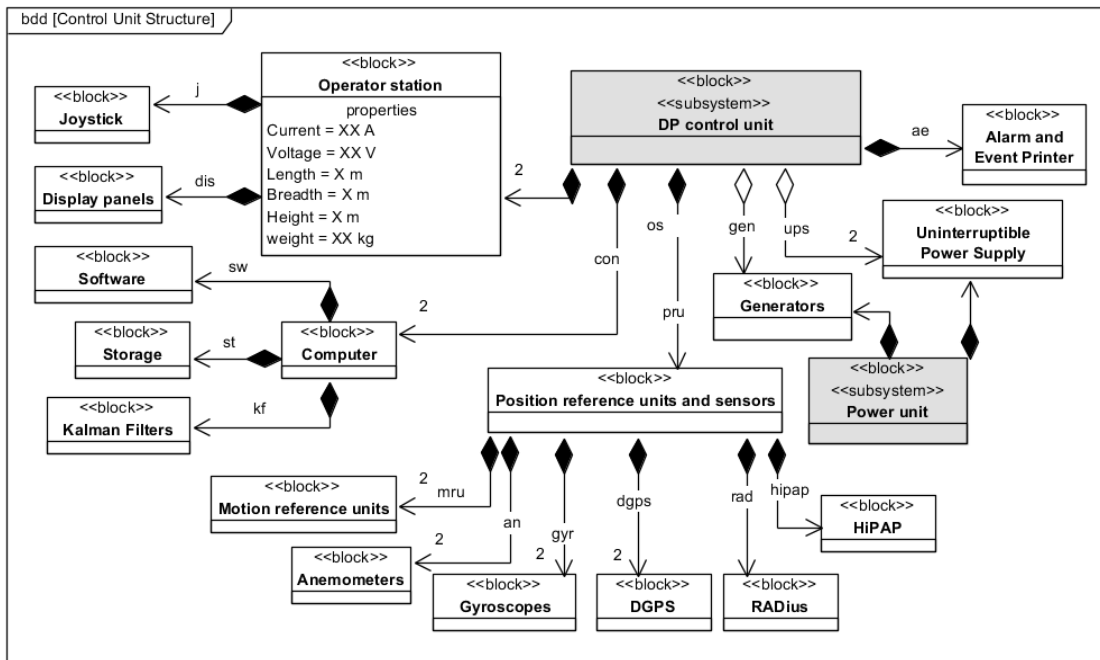 bdd [Control Unit Structure]
<<block>>
Operator station
properties
Current = XX A
Voltage = XX V
Length = X m
Breadth = X m
Height = X m
weight = XX kg
j
<<block>>
Joystick
dis
<<block>>
Display panels
<<block>>
<<subsystem>>
DP control unit
2
con
os
pru
gen
ups
2
ae
<<block>>
Alarm and
Event Printer
<<block>>
Uninterruptible
Power Supply
<<block>>
Generators
<<block>>
<<subsystem>>
Power unit
sw
<<block>>
Software
2
<<block>>
Computer
st
<<block>>
Storage
kf
<<block>>
Kalman Filters
<<block>>
Position reference units and sensors
2
mru
<<block>>
Motion reference units
an
2
<<block>>
Anemometers
gyr
2
<<block>>
Gyroscopes
dgps
2
<<block>>
DGPS
rad
<<block>>
RADius
hipap
<<block>>
HiPAP